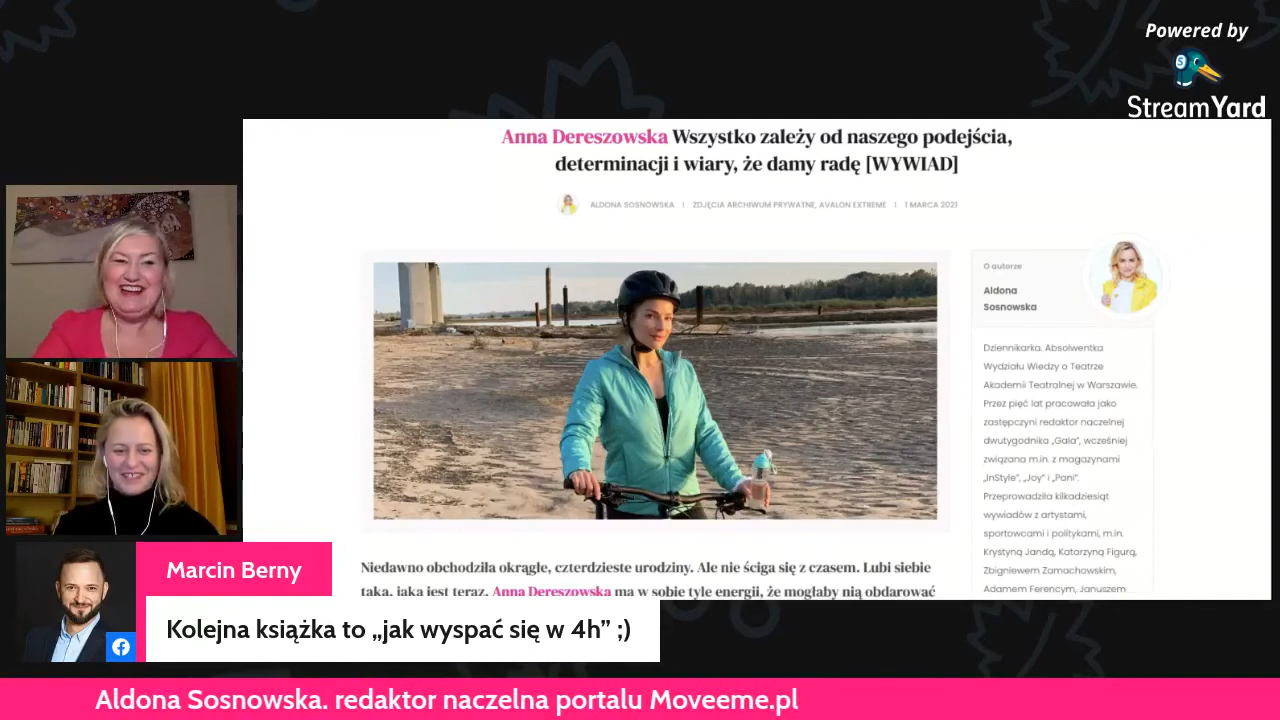 Powered by
StreamYard
Anna Dereszowska Wszystko zależy od naszego podejścia,
determinacji i wiary, że damy radę [WYWIAD]
ALDONA SOSNOWSKA | ZDJĘCIA ARCHIWUM PRYWATNE, AVALON EXTREME | 1 MARCA 2021
O autorze
Aldona
Sosnowska
Dziennikarka. Absolwentka
Wydziału Wiedzy o Teatrze
Akademii Teatralnej w Warszawie.
Przez pięć lat pracowała jako
zastępczyni redaktor naczelnej
dwutygodnika „Gala", wcześniej
związana m.in. z magazynami
„InStyle", „Joy" i „Pani".
Przeprowadziła kilkadziesiąt
wywiadów z artystami,
sportowcami i politykami, m.in.
Krystyną Jandą, Katarzyną Figurą,
Zbigniewem Zamachowskim,
Adamem Ferencym, Januszem
Niedawno obchodziła okrągłe, czterdzieste urodziny. Ale nie ściga się z czasem. Lubi siebie
taką, jaka jest teraz. Anna Dereszowska ma w sobie tyle energii, że mogłaby nią obdarować
Marcin Berny
Kolejna książka to „jak wyspać się w 4h" ;)
Aldona Sosnowska. redaktor naczelna portalu Moveeme.pl